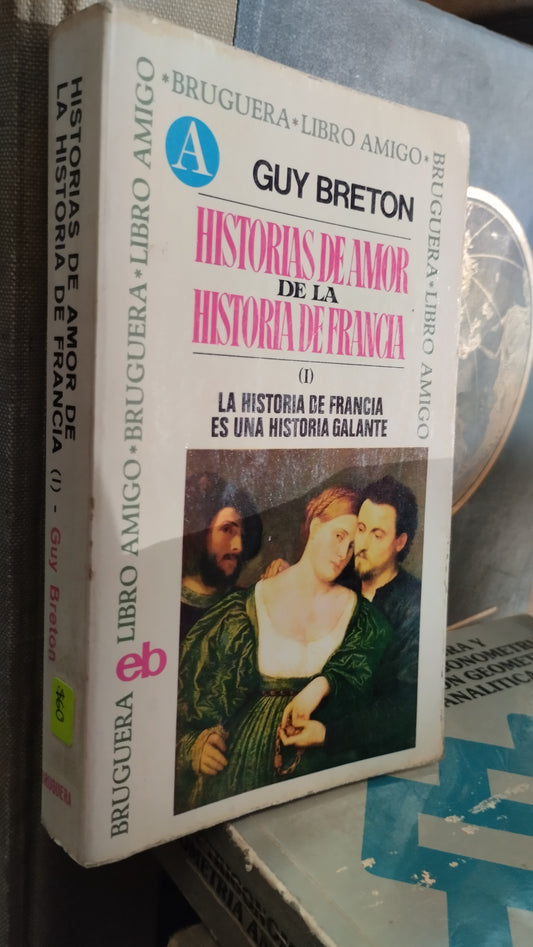 *BRUGUERA*LIBRO AMIGO*
BRUGUERA*LIBRO AMIGO
BRUGUERA LIBRO AMIGO*BRUGUERA*LIBRO AMIGO
A
GUY BRETON
HISTORIAS DE AMOR
DE LA
HISTORIA DE FRANCIA
(I)
LA HISTORIA DE FRANCIA
ES UNA HISTORIA GALANTE
eb
HISTORIAS DE AMOR DE
LA HISTORIA DE FRANCIA (I) - Guy Breton
$60
BRUGUERA
ANALITICA